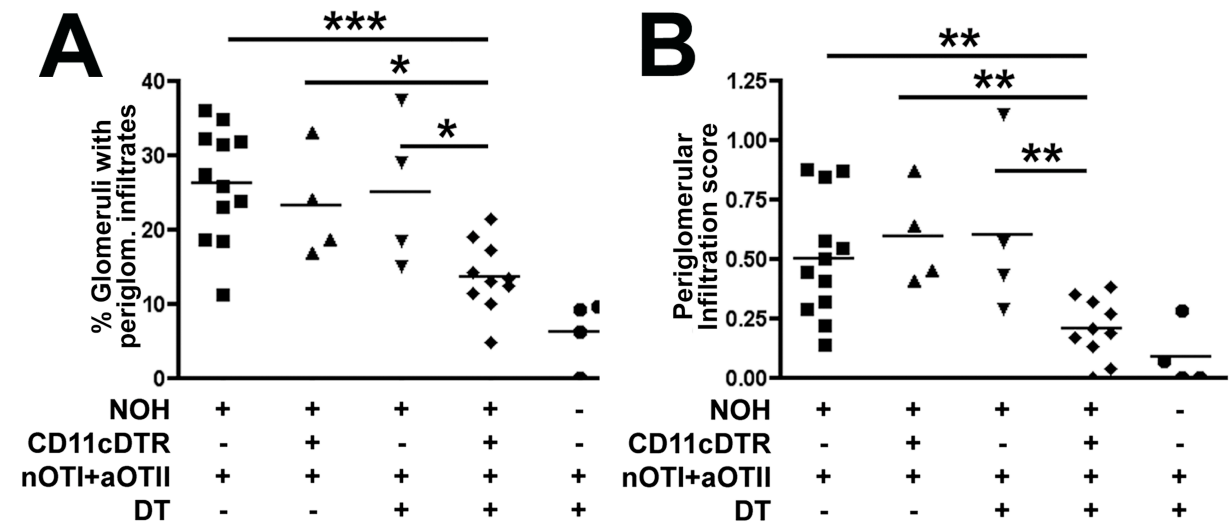 A
***
*
*
% Glomeruli with
periglom. infiltrates
40
30
20
10
0
NOH + + + + -
CD11cDTR - + - + -
nOTI+aOTII + + + + +
DT - - + + +
B
**
**
**
Periglomerular
Infiltration score
1.25
1.00
0.75
0.50
0.25
0.00
NOH + + + + -
CD11cDTR - + - + -
nOTI+aOTII + + + + +
DT - - + + +